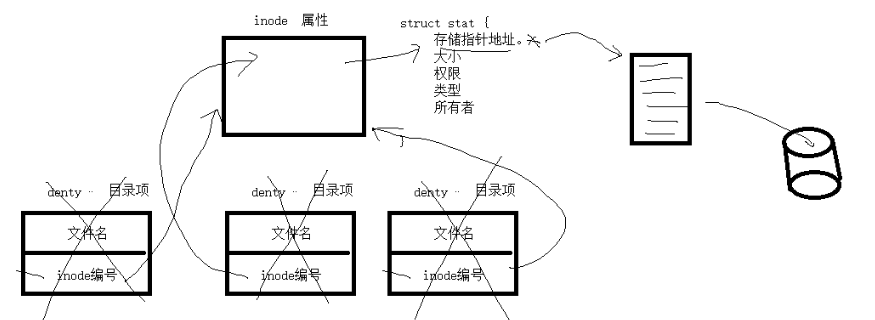 inode 属性
struct stat {
存储指针地址。
大小
权限
类型
所有者
}
denty 目录项
文件名
inode编号
denty 目录项
文件名
inode编号
denty 目录项
文件名
inode编号